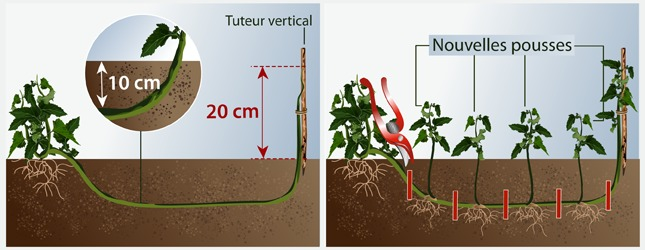 Tuteur vertical
10 cm
20 cm
Nouvelles pousses